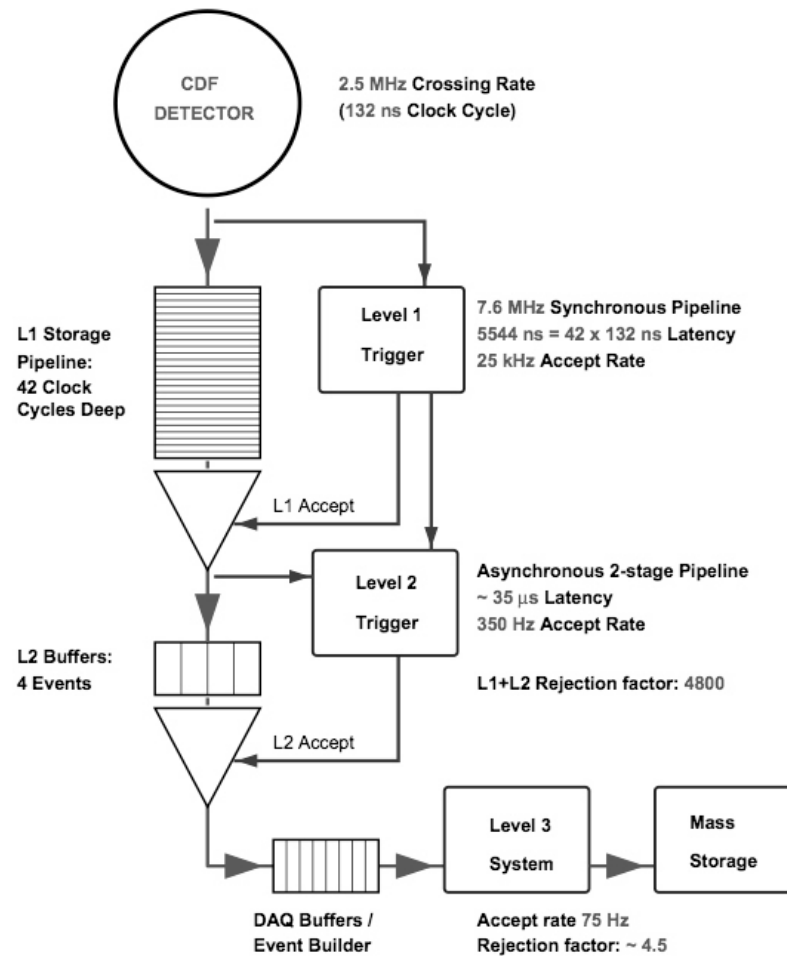 CDF
DETECTOR
2.5 MHz Crossing Rate
(132 ns Clock Cycle)
L1 Storage
Pipeline:
42 Clock
Cycles Deep
Level 1
Trigger
7.6 MHz Synchronous Pipeline
5544 ns = 42 x 132 ns Latency
25 kHz Accept Rate
L1 Accept
Level 2
Trigger
Asynchronous 2-stage Pipeline
~ 35 μs Latency
350 Hz Accept Rate
L2 Buffers:
4 Events
L1+L2 Rejection factor: 4800
L2 Accept
Level 3
System
Mass
Storage
DAQ Buffers /
Event Builder
Accept rate 75 Hz
Rejection factor: ~ 4.5